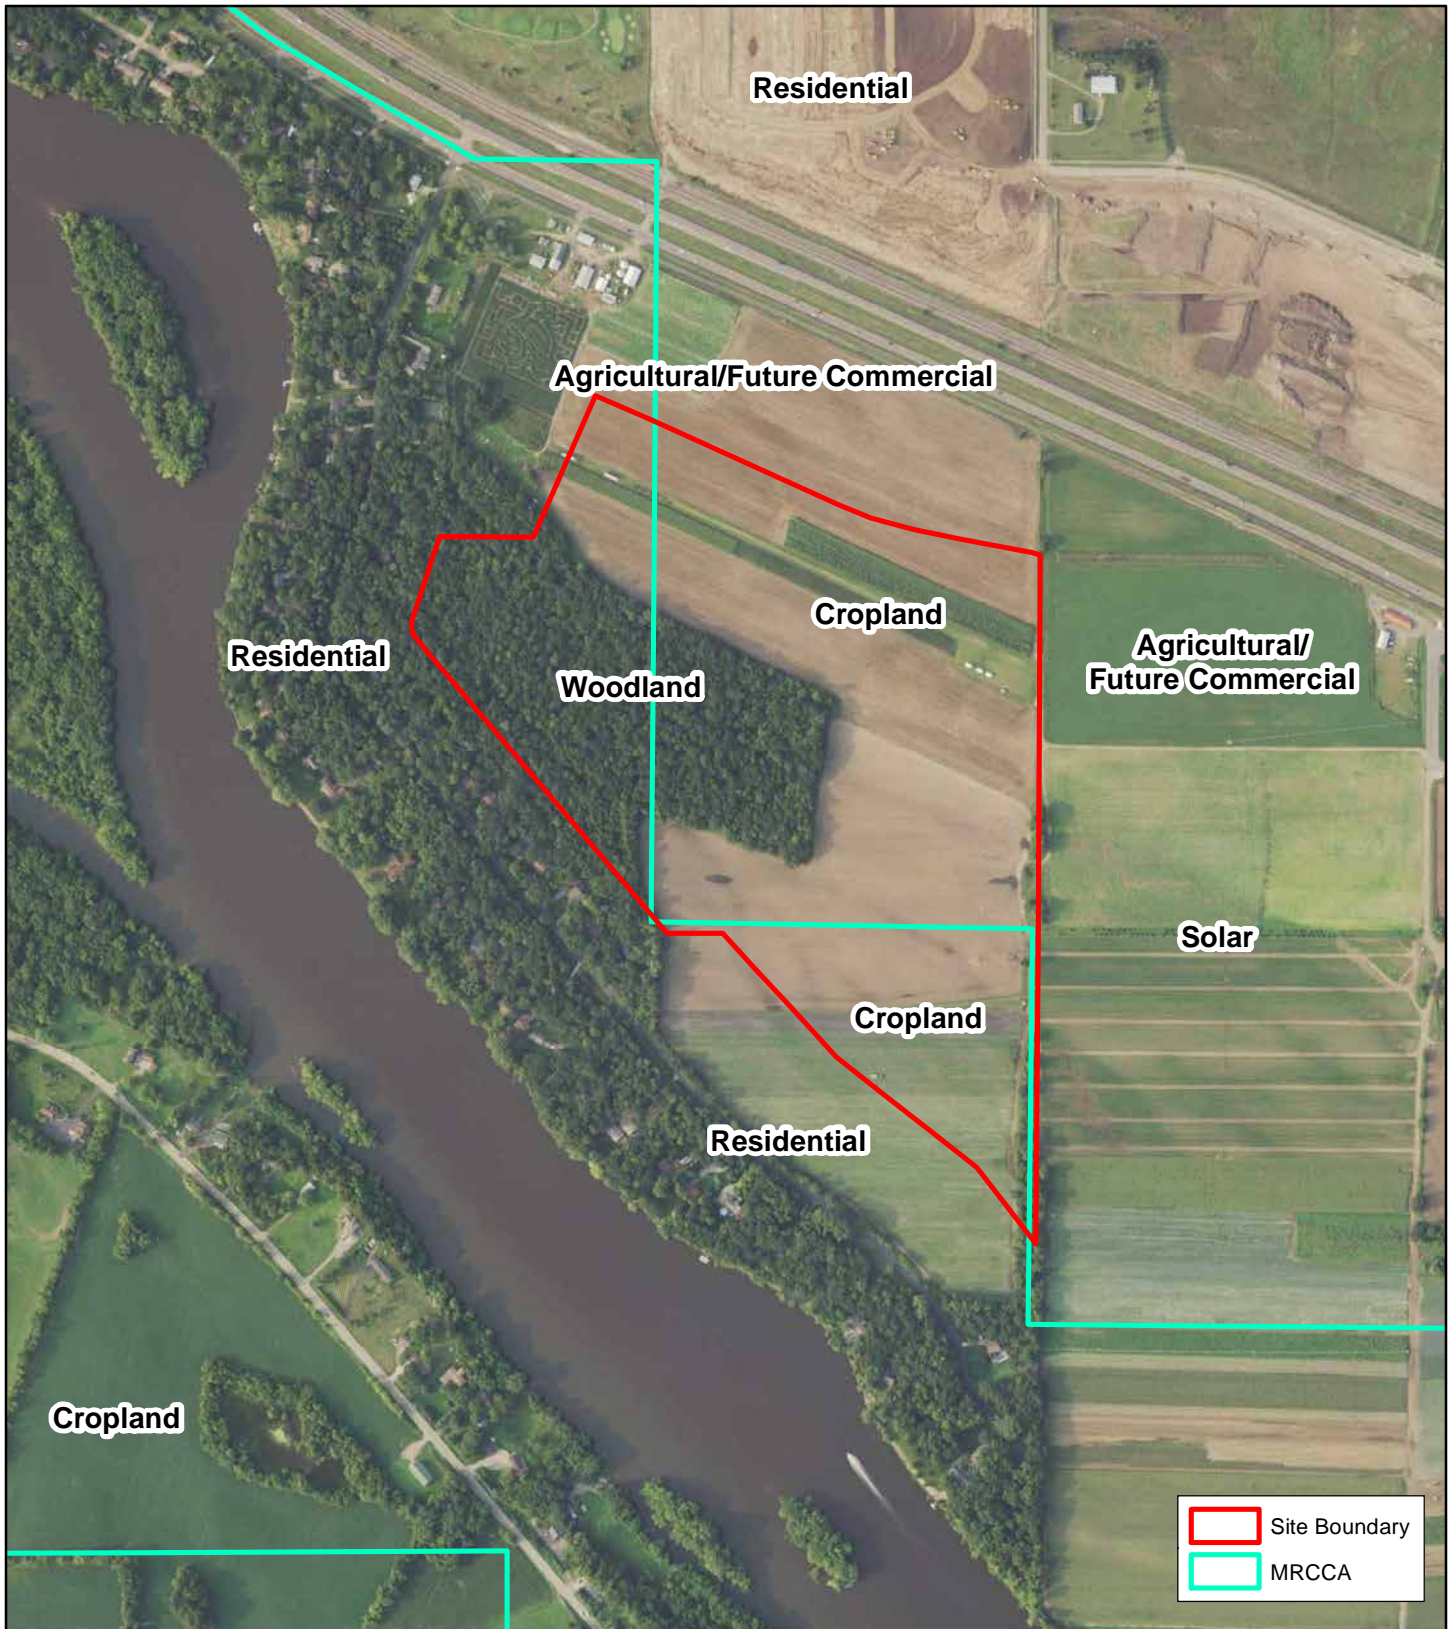 Residential
Agricultural/Future Commercial
Cropland
Residential
Agricultural/
Future Commercial
Woodland
Solar
Cropland
Residential
Cropland
Site Boundary
MRCCA